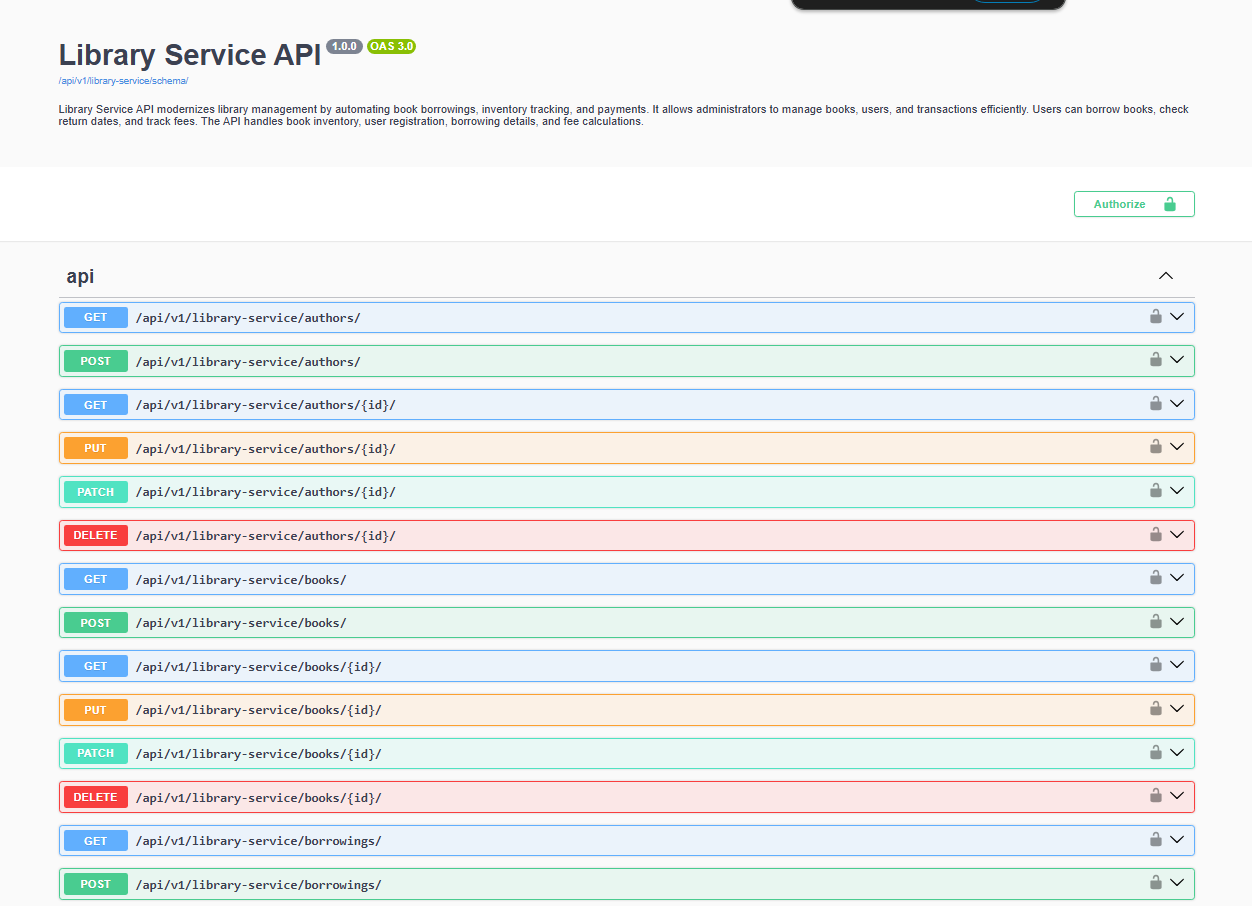 Library Service API 1.0.0 OAS 3.0
/api/v1/library-service/schema/
Library Service API modernizes library management by automating book borrowings, inventory tracking, and payments. It allows administrators to manage books, users, and transactions efficiently. Users can borrow books, check
return dates, and track fees. The API handles book inventory, user registration, borrowing details, and fee calculations.
Authorize
api
GET /api/v1/library-service/authors/
POST /api/v1/library-service/authors/
GET /api/v1/library-service/authors/{id}/
PUT /api/v1/library-service/authors/{id}/
PATCH /api/v1/library-service/authors/{id}/
DELETE /api/v1/library-service/authors/{id}/
GET /api/v1/library-service/books/
POST /api/v1/library-service/books/
GET /api/v1/library-service/books/{id}/
PUT /api/v1/library-service/books/{id}/
PATCH /api/v1/library-service/books/{id}/
DELETE /api/v1/library-service/books/{id}/
GET /api/v1/library-service/borrowings/
POST /api/v1/library-service/borrowings/